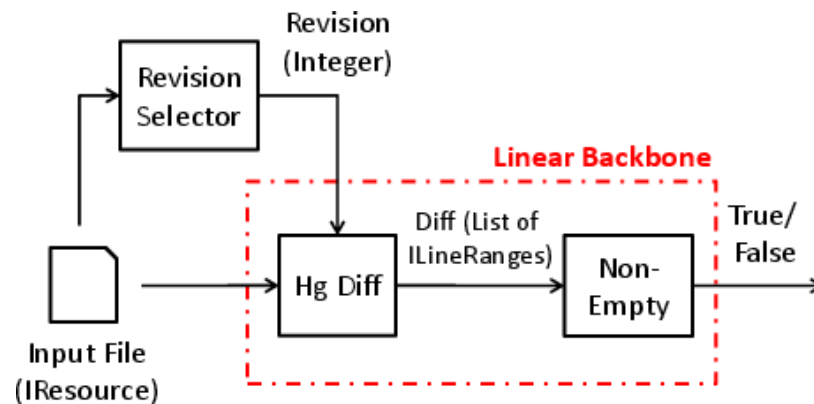 Revision
(Integer)
Revision
Selector
Linear Backbone
Diff (List of
ILineRanges)
True/
False
Hg Diff
Non-
Empty
Input File
(IResource)